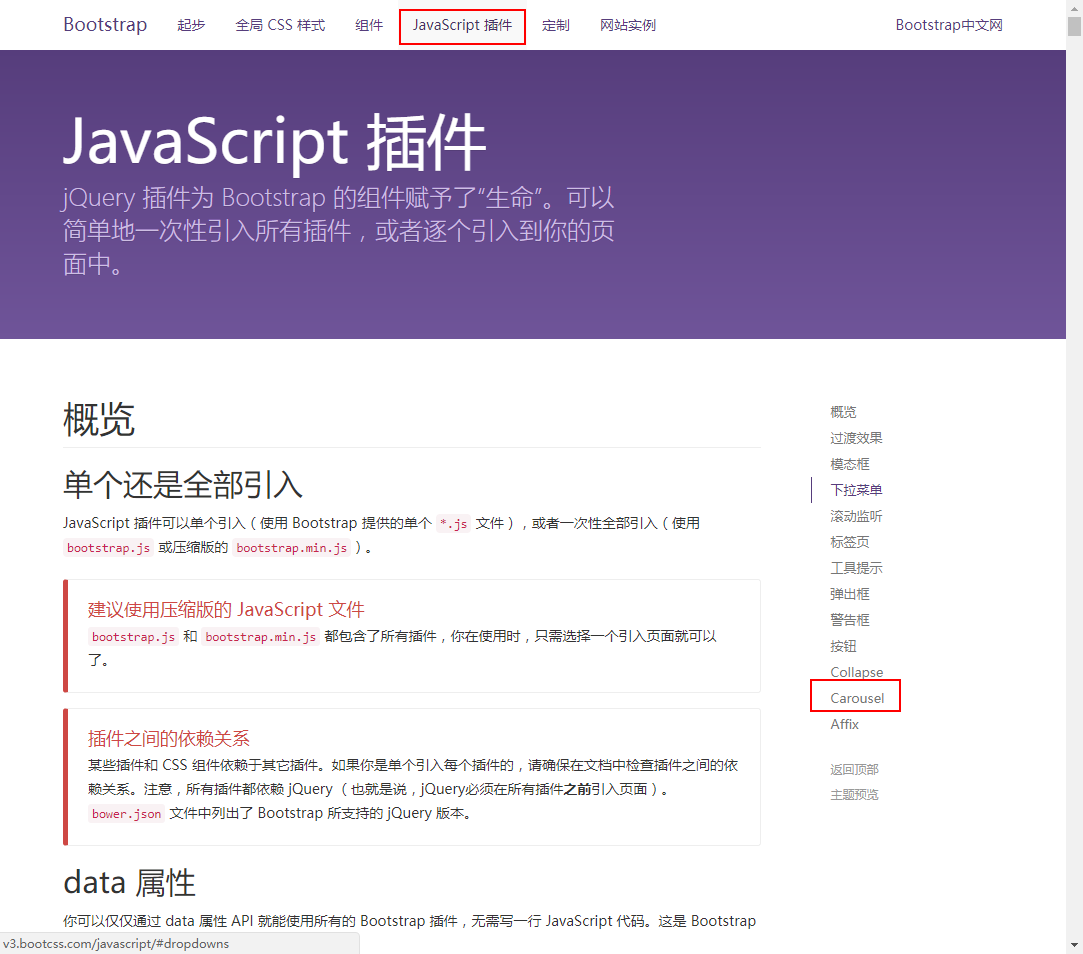 Bootstrap 起步 全局 CSS 样式 组件 JavaScript 插件 定制 网站实例 Bootstrap中文网
JavaScript 插件
jQuery 插件为 Bootstrap 的组件赋予了“生命”。可以
简单地一次性引入所有插件，或者逐个引入到你的页
面中。
概览
单个还是全部引入
JavaScript 插件可以单个引入（使用 Bootstrap 提供的单个 *.js 文件），或者一次性全部引入（使用
bootstrap.js 或压缩版的 bootstrap.min.js ）。
建议使用压缩版的 JavaScript 文件
bootstrap.js 和 bootstrap.min.js 都包含了所有插件，你在使用时，只需选择一个引入页面就可以
了。
插件之间的依赖关系
某些插件和 CSS 组件依赖于其它插件。如果你是单个引入每个插件的，请确保在文档中检查插件之间的依
赖关系。注意，所有插件都依赖 jQuery （也就是说，jQuery必须在所有插件之前引入页面）。
bower.json 文件中列出了 Bootstrap 所支持的 jQuery 版本。
data 属性
你可以仅仅通过 data 属性 API 就能使用所有的 Bootstrap 插件，无需写一行 JavaScript 代码。这是 Bootstrap
概览
过渡效果
模态框
下拉菜单
滚动监听
标签页
工具提示
弹出框
警告框
按钮
Collapse
Carousel
Affix
返回顶部
主题预览
v3.bootcss.com/javascript/#dropdowns